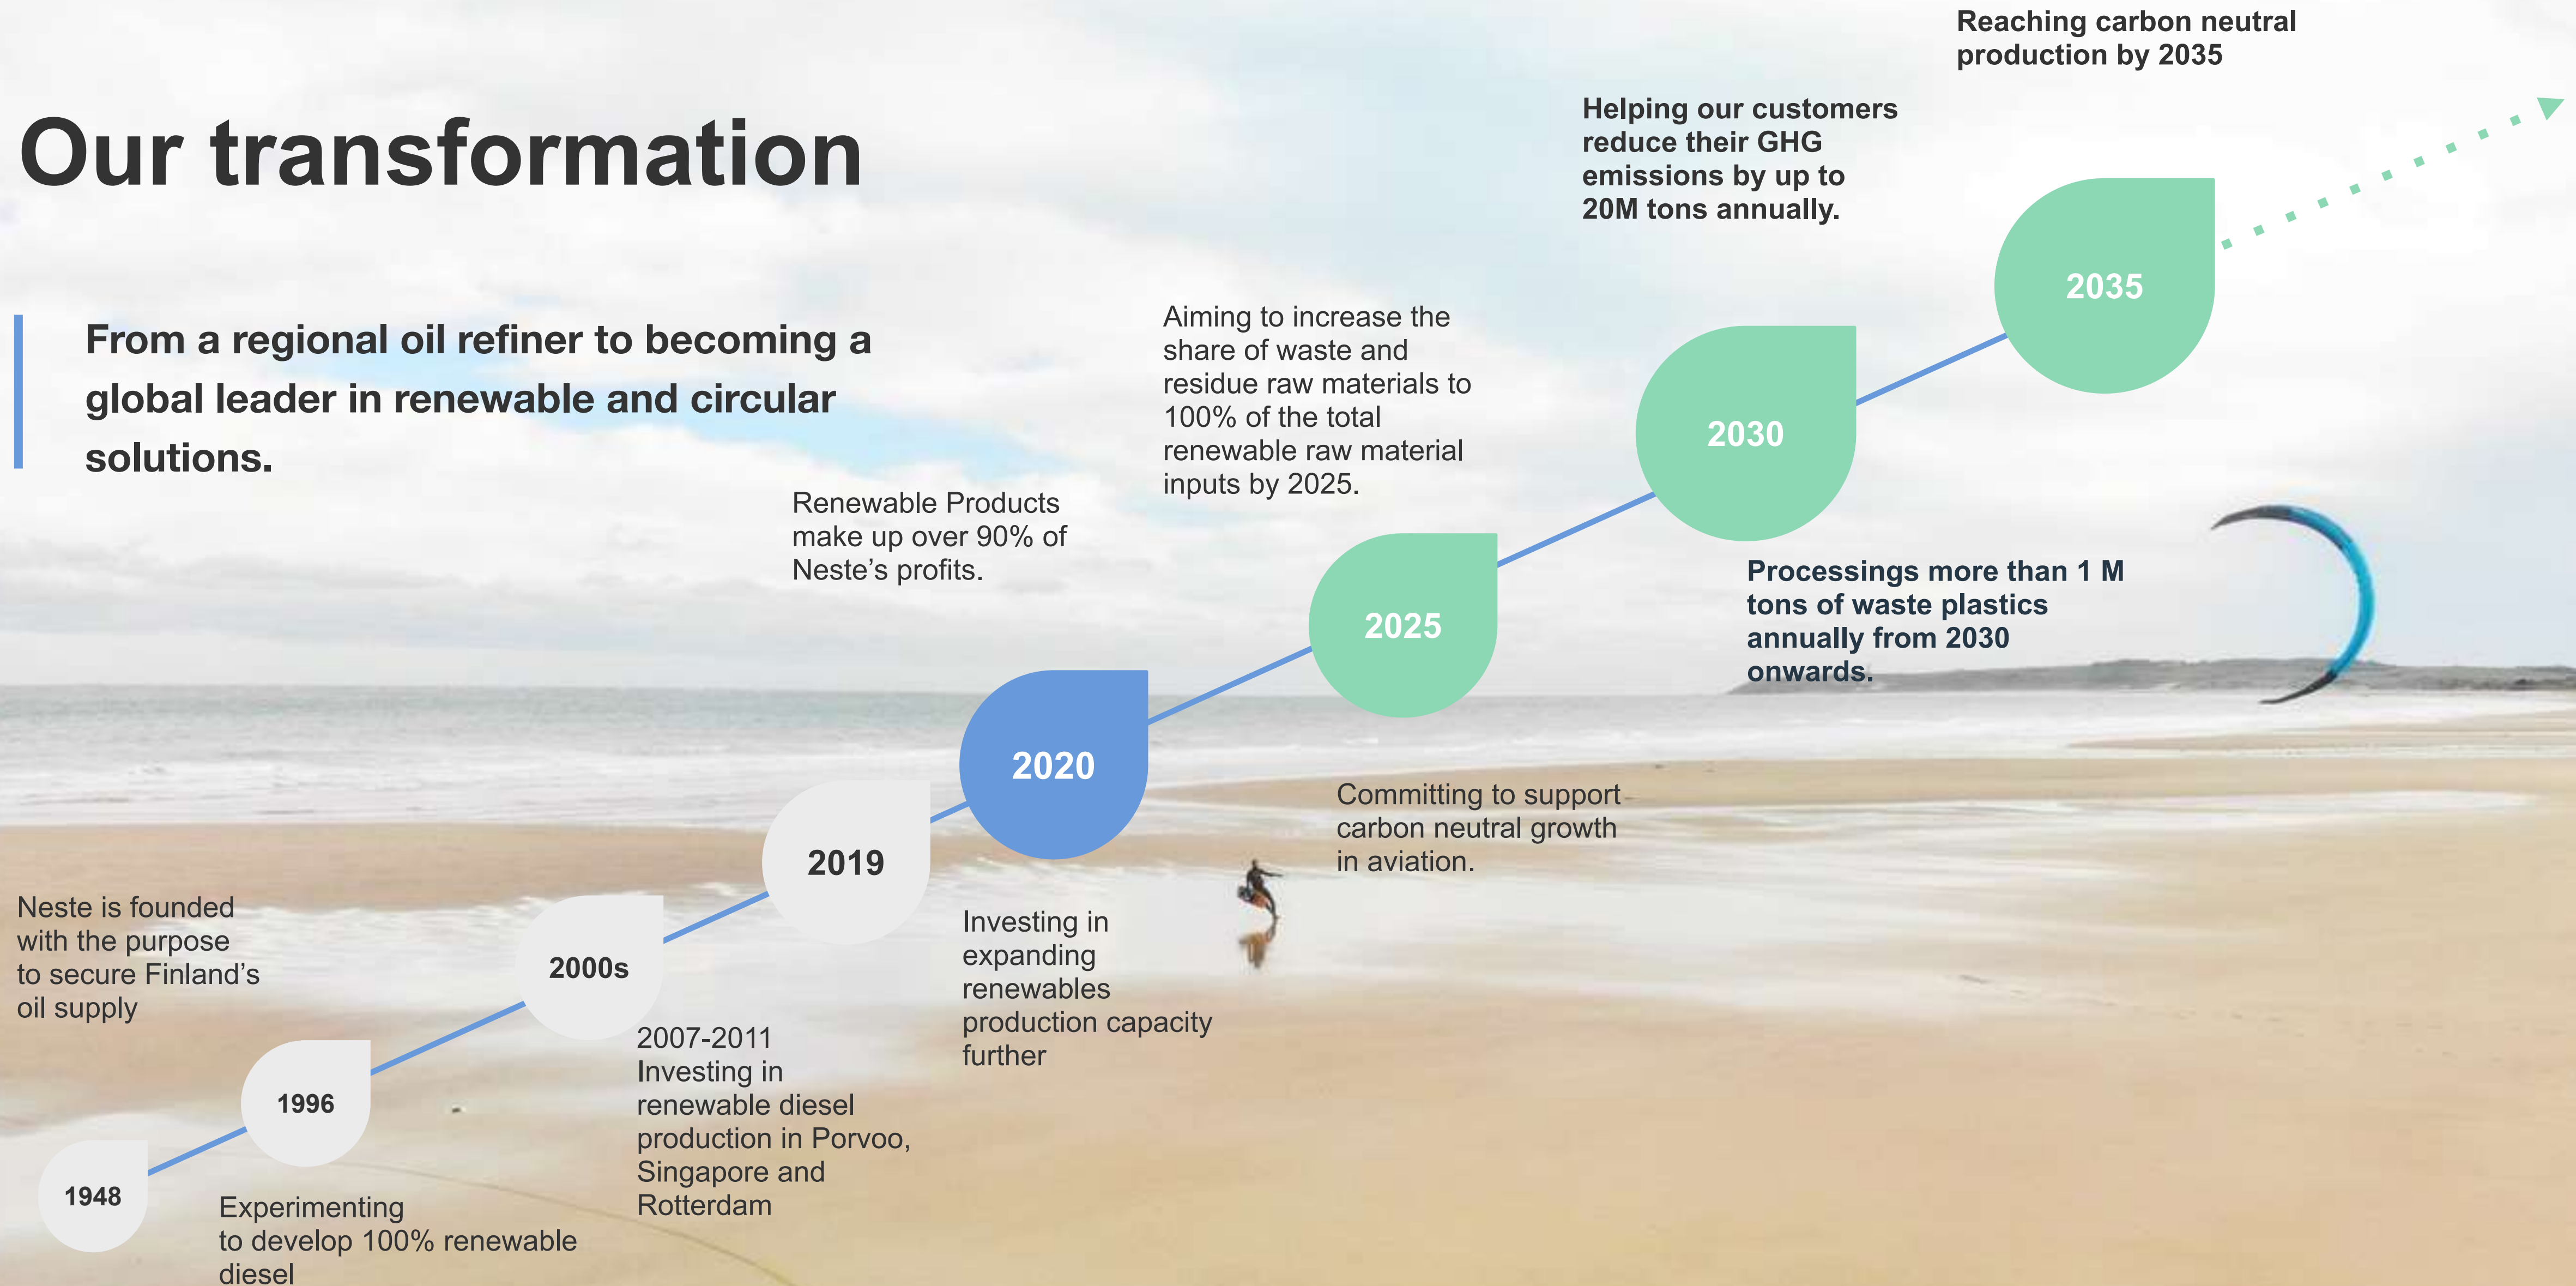 Our transformation
From a regional oil refiner to becoming a
global leader in renewable and circular
solutions.
Neste is founded
with the purpose
to secure Finland's
oil supply
1948
1996
Experimenting
to develop 100% renewable
diesel
2000s
2007-2011
Investing in
renewable diesel
production in Porvoo,
Singapore and
Rotterdam
Renewable Products
make up over 90% of
Neste’s profits.
2019
2020
Investing in
expanding
renewables
production capacity
further
Aiming to increase the
share of waste and
residue raw materials to
100% of the total
renewable raw material
inputs by 2025.
2025
Committing to support
carbon neutral growth
in aviation.
Helping our customers
reduce their GHG
emissions by up to
20M tons annually.
2030
Processings more than 1 M
tons of waste plastics
annually from 2030
onwards.
Reaching carbon neutral
production by 2035
2035